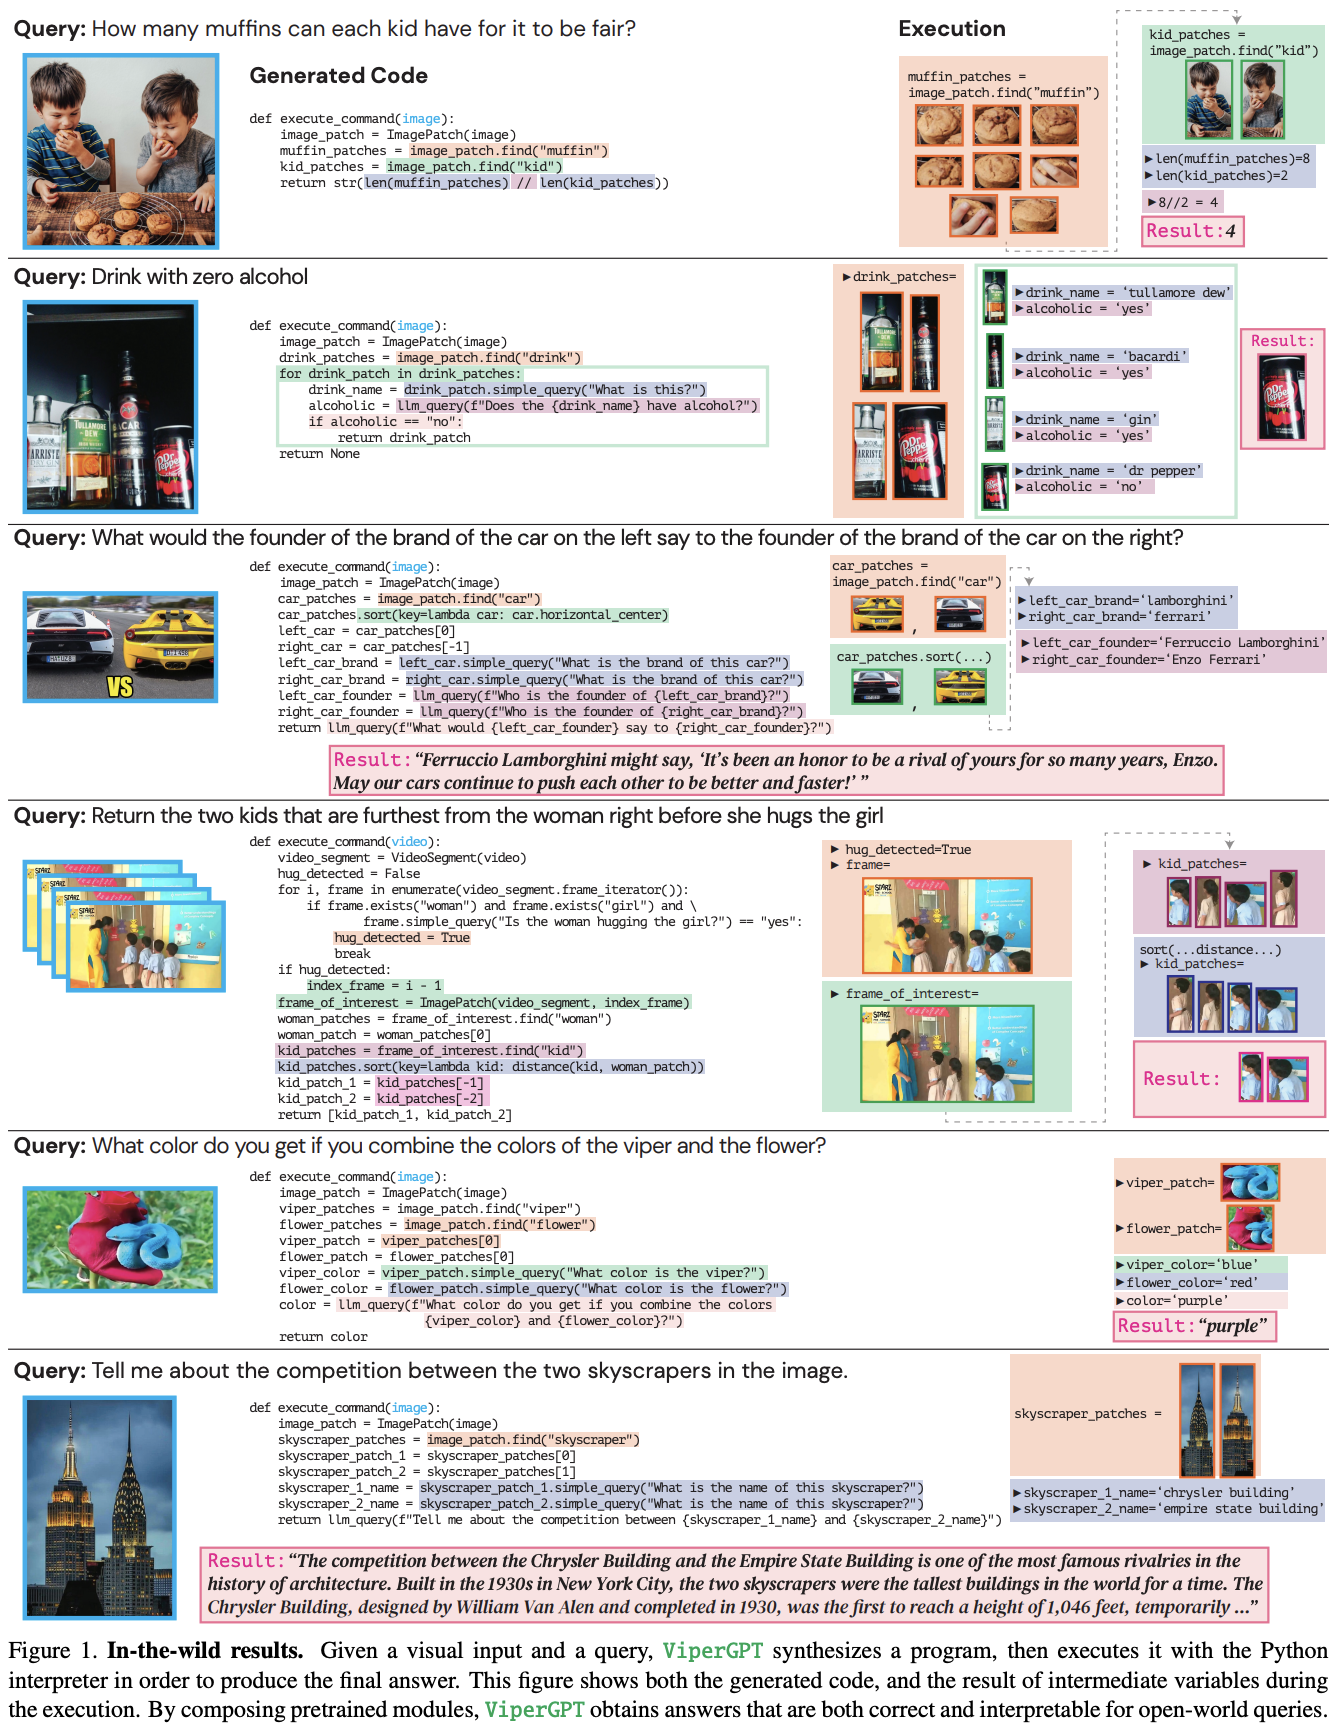 Query: How many muffins can each kid have for it to be fair?
Generated Code
def execute_command(image):
image_patch = ImagePatch(image)
muffin_patches = image_patch.find("muffin")
kid_patches = image_patch.find("kid")
return str(len(muffin_patches) // len(kid_patches))
Execution
muffin_patches =
image_patch.find("muffin")
kid_patches =
image_patch.find("kid")
▶len(muffin_patches)=8
▶len(kid_patches)=2
▶8//2 = 4
Result:4
Query: Drink with zero alcohol
TULLAMORE
DEW
BACAR
ARRISTE
DRY GIN
Dr
Pepper
def execute_command(image):
image_patch = ImagePatch(image)
drink_patches = image_patch.find("drink")
for drink_patch in drink_patches:
drink_name = drink_patch.simple_query("What is this?")
alcoholic = llm_query(f"Does the {drink_name} have alcohol?")
if alcoholic == "no":
return drink_patch
return None
▶drink_patches=
▶drink_name = ‘tullamore dew’
▶alcoholic = ‘yes’
▶drink_name = ‘bacardi’
▶alcoholic = ‘yes’
▶drink_name = ‘gin’
▶alcoholic = ‘yes’
▶drink_name = ‘dr pepper’
▶alcoholic = ‘no’
Result:
Dr
Pepper
Query: What would the founder of the brand of the car on the left say to the founder of the brand of the car on the right?
VS
def execute_command(image):
image_patch = ImagePatch(image)
car_patches = image_patch.find("car")
car_patches.sort(key=lambda car: car.horizontal_center)
left_car = car_patches[0]
right_car = car_patches[-1]
left_car_brand = left_car.simple_query("What is the brand of this car?")
right_car_brand = right_car.simple_query("What is the brand of this car?")
left_car_founder = llm_query(f"Who is the founder of {left_car_brand}?")
right_car_founder = llm_query(f"Who is the founder of {right_car_brand}?")
return llm_query(f"What would {left_car_founder} say to {right_car_founder}?")
car_patches =
image_patch.find("car")
,
car_patches.sort(...)
,
▶left_car_brand=‘lamborghini’
▶right_car_brand=‘ferrari’
▶left_car_founder=‘Ferruccio Lamborghini’
▶right_car_founder=‘Enzo Ferrari’
Result:“Ferruccio Lamborghini might say, ‘It’s been an honor to be a rival of yours for so many years, Enzo.
May our cars continue to push each other to be better and faster!’ ”
Query: Return the two kids that are furthest from the woman right before she hugs the girl
STARZ
def execute_command(video):
video_segment = VideoSegment(video)
hug_detected = False
for i, frame in enumerate(video_segment.frame_iterator()):
if frame.exists("woman") and frame.exists("girl") and \
frame.simple_query("Is the woman hugging the girl?") == "yes":
hug_detected = True
break
if hug_detected:
index_frame = i - 1
frame_of_interest = ImagePatch(video_segment, index_frame)
woman_patches = frame_of_interest.find("woman")
woman_patch = woman_patches[0]
kid_patches = frame_of_interest.find("kid")
kid_patches.sort(key=lambda kid: distance(kid, woman_patch))
kid_patch_1 = kid_patches[-1]
kid_patch_2 = kid_patches[-2]
return [kid_patch_1, kid_patch_2]
▶ hug_detected=True
▶ frame=
STARZ
▶ frame_of_interest=
STARZ
▶ kid_patches=
sort(...distance...)
▶ kid_patches=
Result:
Query: What color do you get if you combine the colors of the viper and the flower?
def execute_command(image):
image_patch = ImagePatch(image)
viper_patches = image_patch.find("viper")
flower_patches = image_patch.find("flower")
viper_patch = viper_patches[0]
flower_patch = flower_patches[0]
viper_color = viper_patch.simple_query("What color is the viper?")
flower_color = flower_patch.simple_query("What color is the flower?")
color = llm_query(f"What color do you get if you combine the colors
{viper_color} and {flower_color}?")
return color
▶viper_patch=
▶flower_patch=
▶viper_color=‘blue’
▶flower_color=‘red’
▶color=‘purple’
Result:“purple”
Query: Tell me about the competition between the two skyscrapers in the image.
def execute_command(image):
image_patch = ImagePatch(image)
skyscraper_patches = image_patch.find("skyscraper")
skyscraper_patch_1 = skyscraper_patches[0]
skyscraper_patch_2 = skyscraper_patches[1]
skyscraper_1_name = skyscraper_patch_1.simple_query("What is the name of this skyscraper?")
skyscraper_2_name = skyscraper_patch_2.simple_query("What is the name of this skyscraper?")
return llm_query(f"Tell me about the competition between {skyscraper_1_name} and {skyscraper_2_name}")
skyscraper_patches =
▶skyscraper_1_name=‘chrysler building’
▶skyscraper_2_name=‘empire state building’
Result:“The competition between the Chrysler Building and the Empire State Building is one of the most famous rivalries in the
history of architecture. Built in the 1930s in New York City, the two skyscrapers were the tallest buildings in the world for a time. The
Chrysler Building, designed by William Van Alen and completed in 1930, was the first to reach a height of 1,046 feet, temporarily ...”
Figure 1. In-the-wild results. Given a visual input and a query, ViperGPT synthesizes a program, then executes it with the Python
interpreter in order to produce the final answer. This figure shows both the generated code, and the result of intermediate variables during
the execution. By composing pretrained modules, ViperGPT obtains answers that are both correct and interpretable for open-world queries.